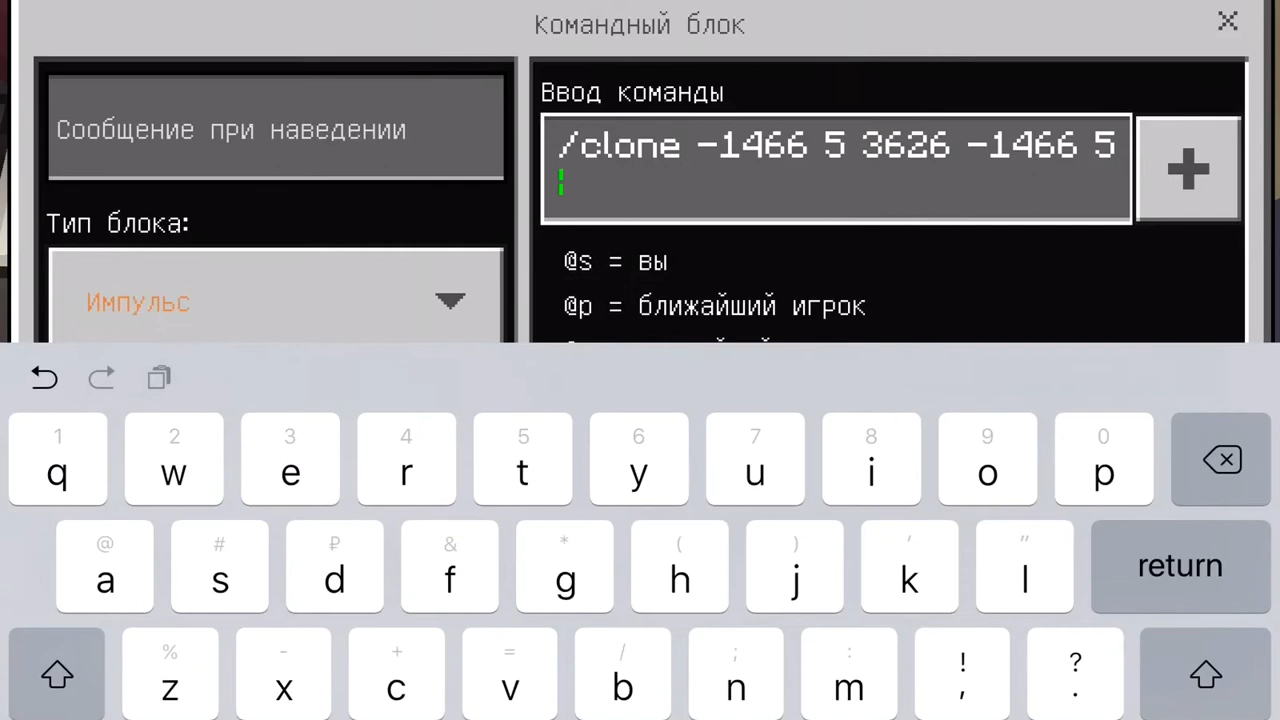 Командный блок
Сообщение при наведении
Тип блока:
Импульс
Ввод команды
/clone -1466 5 3626 -1466 5
@s = вы
@p = ближайший игрок
1 2 3 4 5 6 7 8 9 0
q w e r t y u i o p
@ # ₽ & * ( ) ' "
a s d f g h j k l return
% - + = / ; : ! ?
z x c v b n m , .